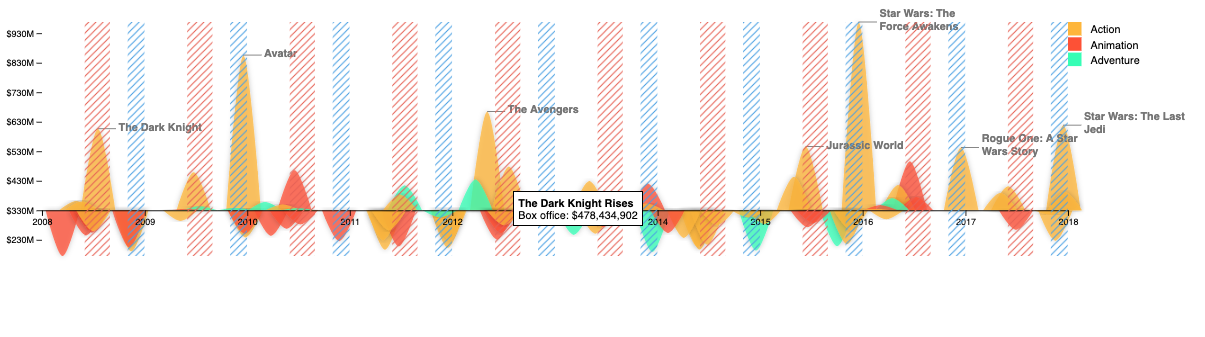 Star Wars: The
Force Awakens
$930M
Action
Animation
Avatar
$830M
Adventure
$730M
The Avengers
Star Wars: The Last
Jedi
$630M
The Dark Knight
Rogue One: A Star
Wars Story
Jurassic World
$530M
$430M
The Dark Knight Rises
Box office: $478,434,902
$330M
2008
2009
2010
2011
2012
2014
2015
2016
2017
2018
$230M